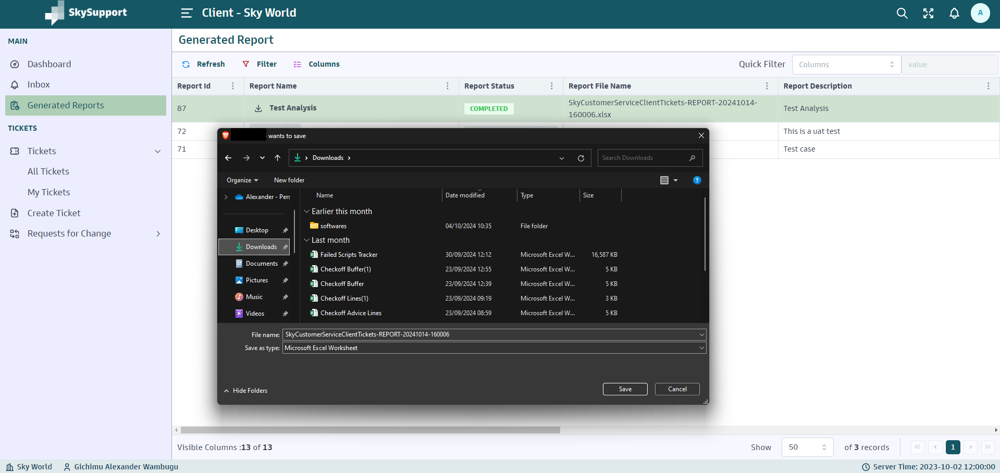 SkySupport
Client - Sky World
A
MAIN
Dashboard
Inbox
Generated Reports
TICKETS
Tickets
All Tickets
My Tickets
Create Ticket
Requests for Change
Generated Report
Refresh Filter Columns
Quick Filter Columns value
Report Id Report Name Report Status Report File Name Report Description
87 Test Analysis COMPLETED SkyCustomerServiceClientTickets-REPORT-20241014-
160006.xlsx Test Analysis
72 This is a uat test
71 Test case
wants to save
Downloads
Search Downloads
Organize New folder
?
Alexander - Pers
Desktop
Downloads
Documents
Pictures
Music
Videos
Name Date modified Type Size
Earlier this month
softwares 04/10/2024 10:35 File folder
Last month
Failed Scripts Tracker 30/09/2024 12:12 Microsoft Excel W... 16,587 KB
Checkoff Buffer(1) 23/09/2024 12:55 Microsoft Excel W... 5 KB
Checkoff Buffer 23/09/2024 12:39 Microsoft Excel W... 5 KB
Checkoff Lines(1) 23/09/2024 09:19 Microsoft Excel W... 3 KB
Checkoff Advice Lines 23/09/2024 08:59 Microsoft Excel W... 5 KB
File name: SkyCustomerServiceClientTickets-REPORT-20241014-160006
Save as type: Microsoft Excel Worksheet
Hide Folders
Save Cancel
Visible Columns :13 of 13
Show 50 of 3 records
1
Sky World Gichimu Alexander Wambugu
Server Time: 2023-10-02 12:00:00